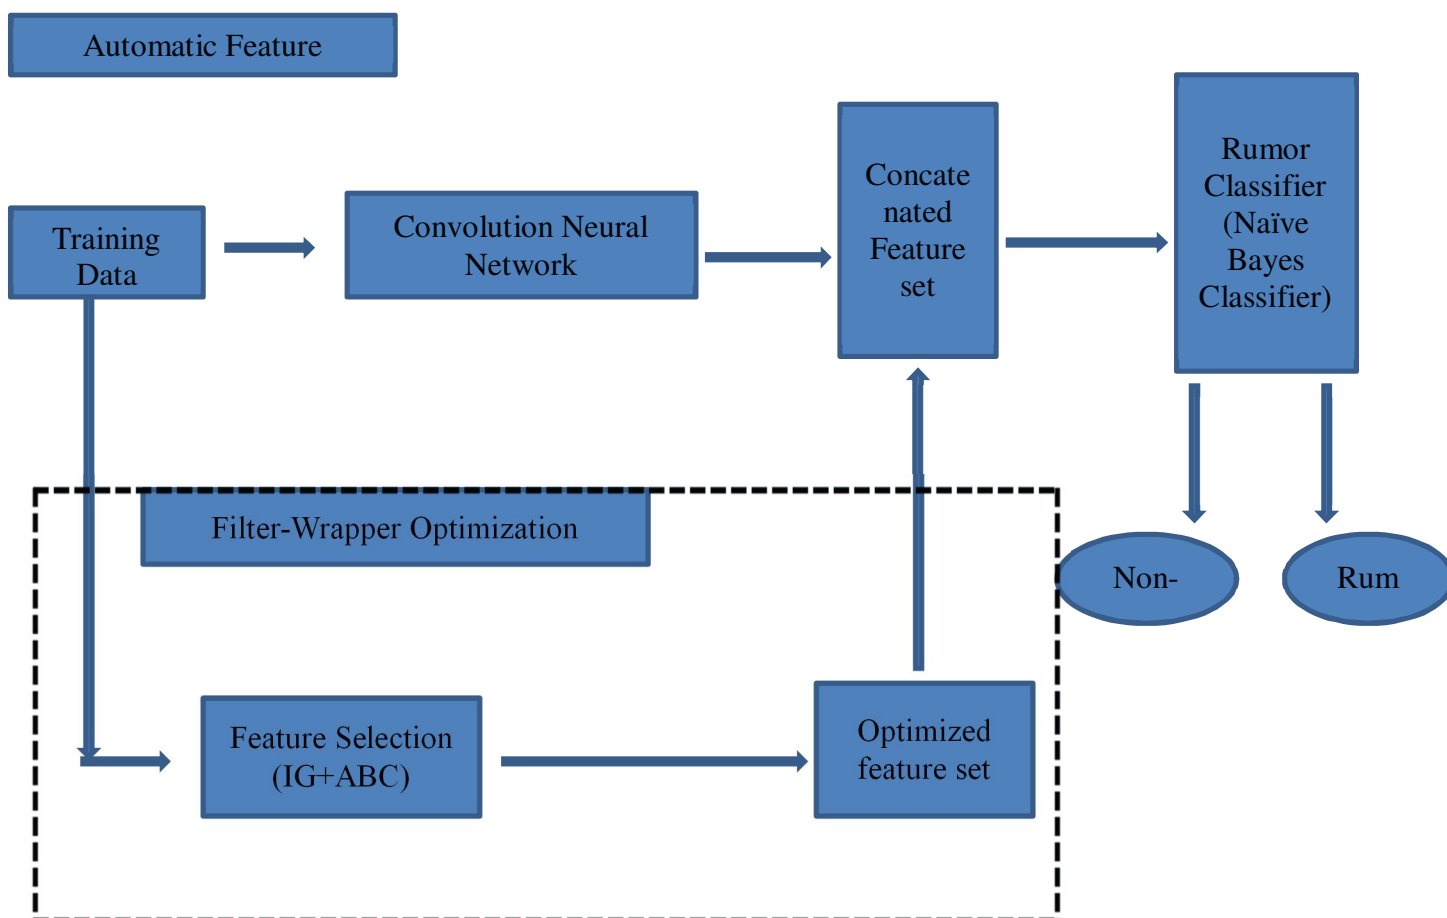 Automatic Feature
Training
Data
Convolution Neural
Network
Concate
nated
Feature
set
Rumor
Classifier
(Naïve
Bayes
Classifier)
Non-
Rum
Filter-Wrapper Optimization
Feature Selection
(IG+ABC)
Optimized
feature set